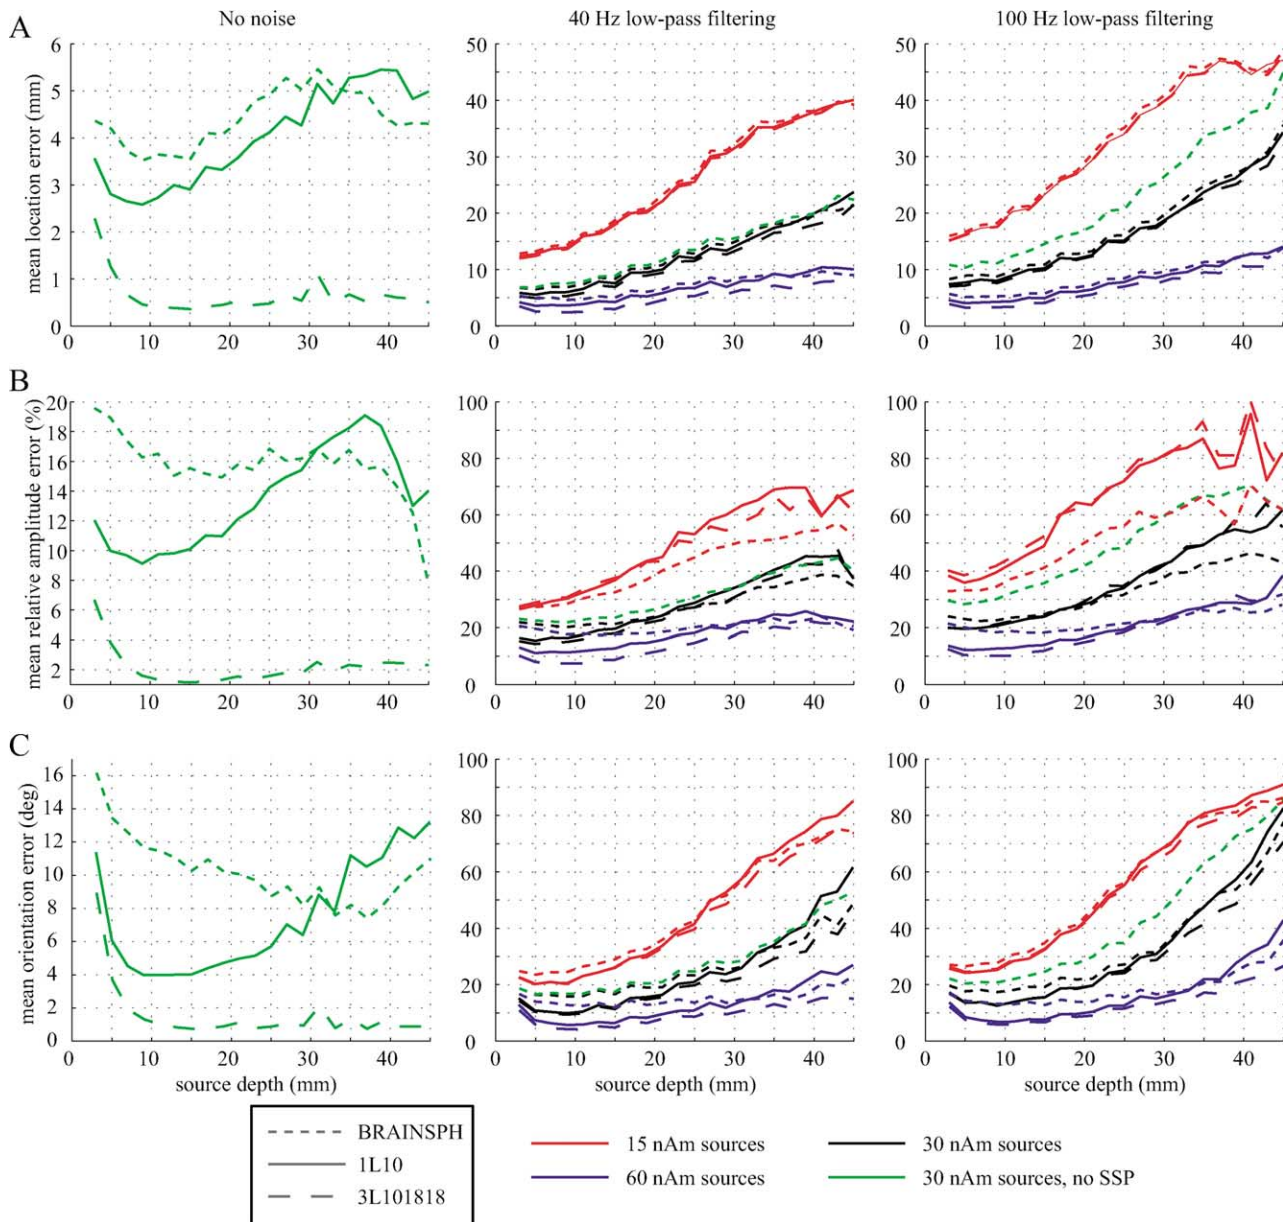 No noise
40 Hz low-pass filtering
100 Hz low-pass filtering
A
mean location error (mm)
6
5
4
3
2
1
0
0 10 20 30 40
50
40
30
20
10
0
0 10 20 30 40
50
40
30
20
10
0
0 10 20 30 40
B
mean relative amplitude error (%)
20
18
16
14
12
10
8
6
4
2
0 10 20 30 40
100
80
60
40
20
0
0 10 20 30 40
100
80
60
40
20
0
0 10 20 30 40
C
mean orientation error (deg)
16
14
12
10
8
6
4
2
0
0 10 20 30 40
source depth (mm)
100
80
60
40
20
0
0 10 20 30 40
source depth (mm)
100
80
60
40
20
0
0 10 20 30 40
source depth (mm)
BRAINSPH
1L10
3L101818
15 nAm sources
60 nAm sources
30 nAm sources
30 nAm sources, no SSP